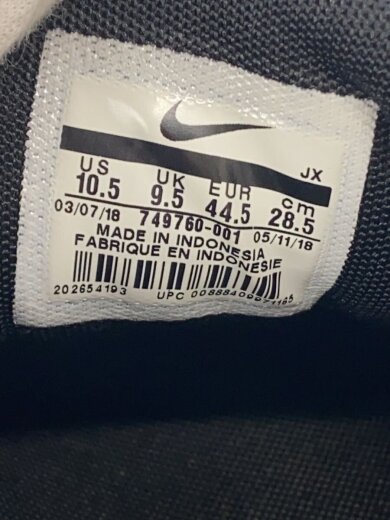 JX
US UK EUR cm
10.5 9.5 44.5 28.5
03/07/18 749760-001 05/11/18
MADE IN INDONESIA
FABRIQUE EN INDONESIE
202654193 UPC